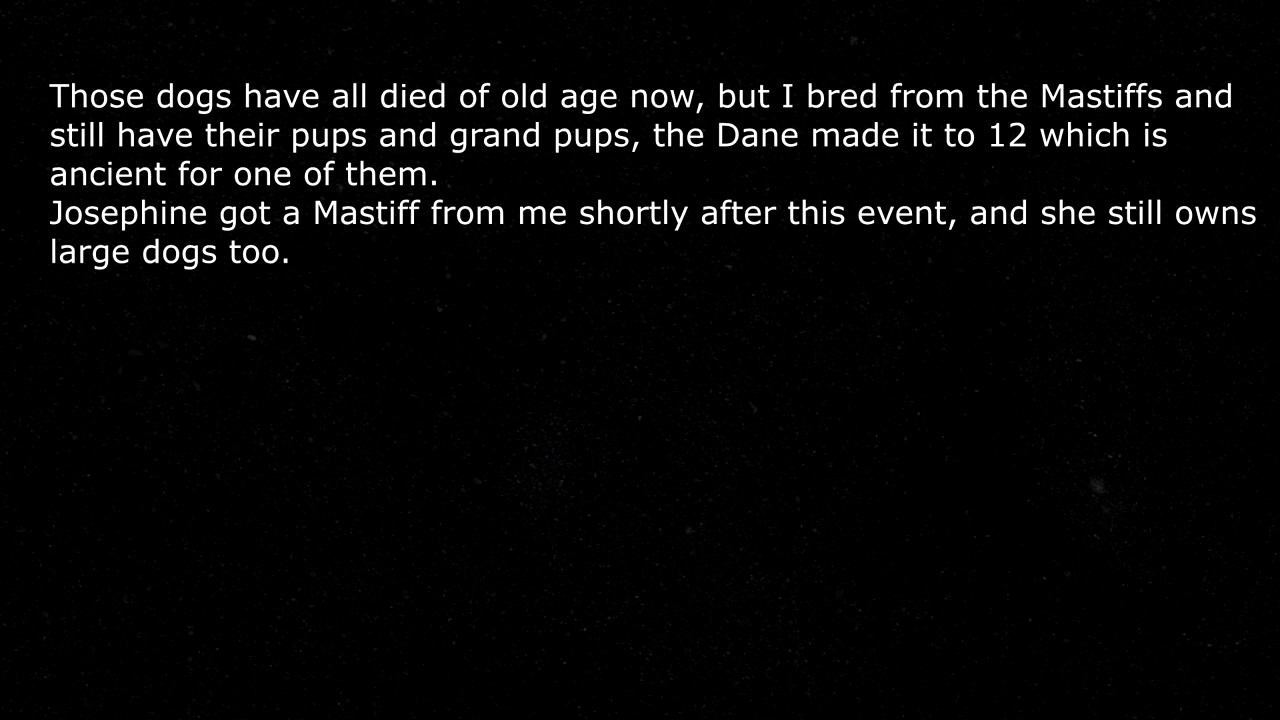 Those dogs have all died of old age now, but I bred from the Mastiffs and
still have their pups and grand pups, the Dane made it to 12 which is
ancient for one of them.
Josephine got a Mastiff from me shortly after this event, and she still owns
large dogs too.